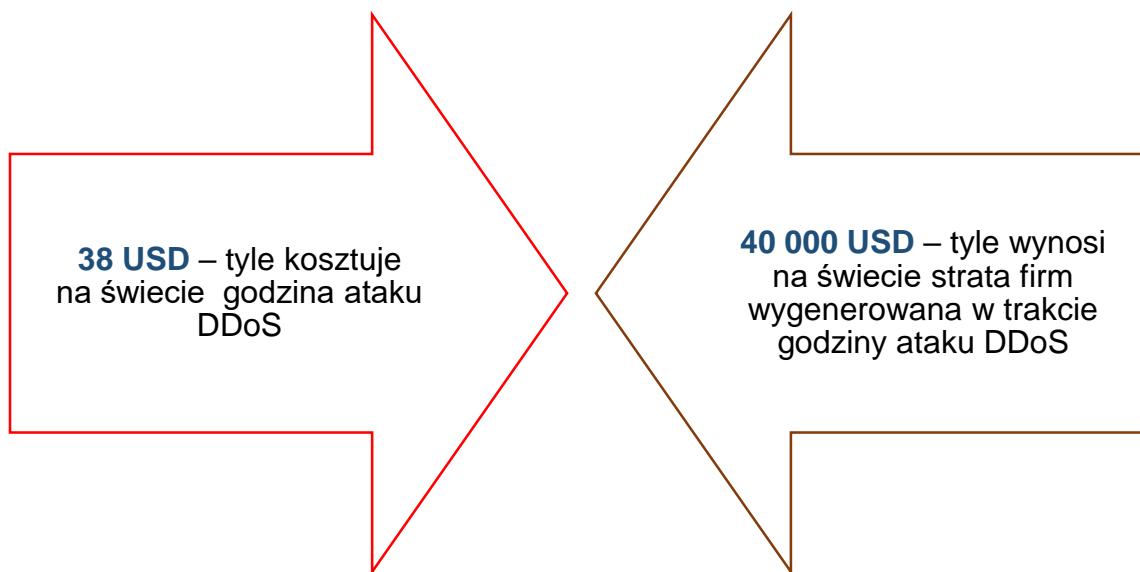 38 USD – tyle kosztuje
na świecie  godzina ataku
DDoS
40 000 USD – tyle wynosi
na świecie strata firm
wygenerowana w trakcie
godziny ataku DDoS